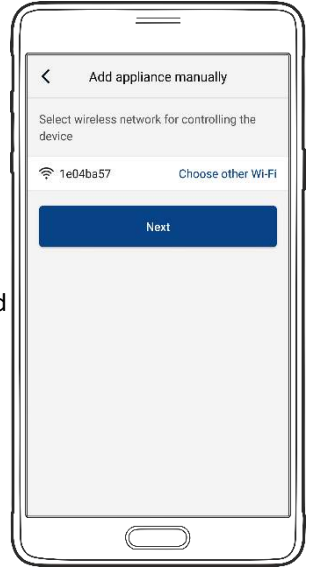 Add appliance manually
Select wireless network for controlling the
device
1e04ba57 Choose other Wi-Fi
Next
d